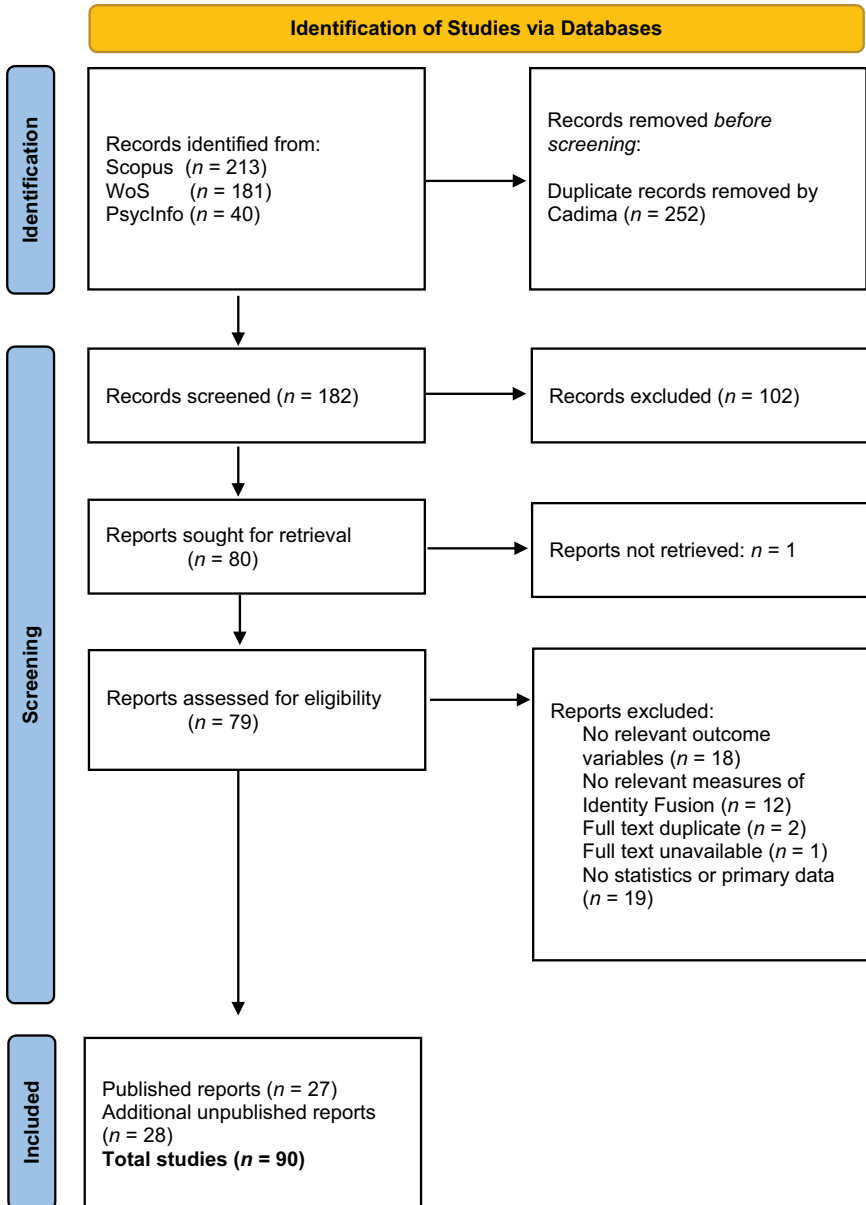 Identification of Studies via Databases
Identification
Records identified from:
Scopus (n = 213)
WoS (n = 181)
PsycInfo (n = 40)
Records removed before
screening:
Duplicate records removed by
Cadima (n = 252)
Screening
Records screened (n = 182)
Records excluded (n = 102)
Reports sought for retrieval
(n = 80)
Reports not retrieved: n = 1
Reports assessed for eligibility
(n = 79)
Reports excluded:
No relevant outcome
variables (n = 18)
No relevant measures of
Identity Fusion (n = 12)
Full text duplicate (n = 2)
Full text unavailable (n = 1)
No statistics or primary data
(n = 19)
Included
Published reports (n = 27)
Additional unpublished reports
(n = 28)
Total studies (n = 90)